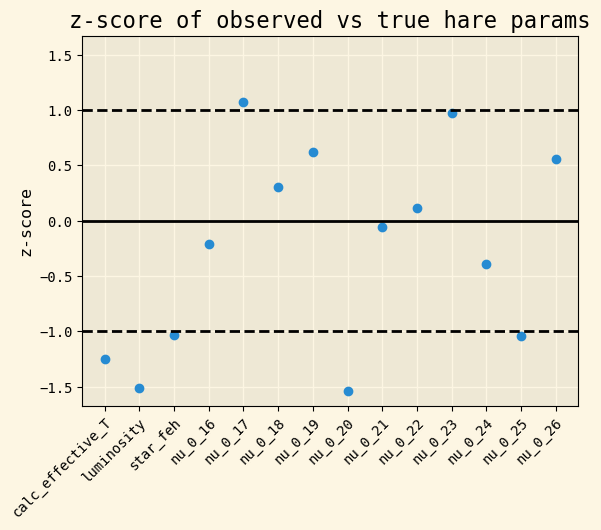 z-score of observed vs true hare params
z-score
1.5
1.0
0.5
0.0
−0.5
−1.0
−1.5
calc_effective_T
luminosity
star_feh
nu_0_16
nu_0_17
nu_0_18
nu_0_19
nu_0_20
nu_0_21
nu_0_22
nu_0_23
nu_0_24
nu_0_25
nu_0_26